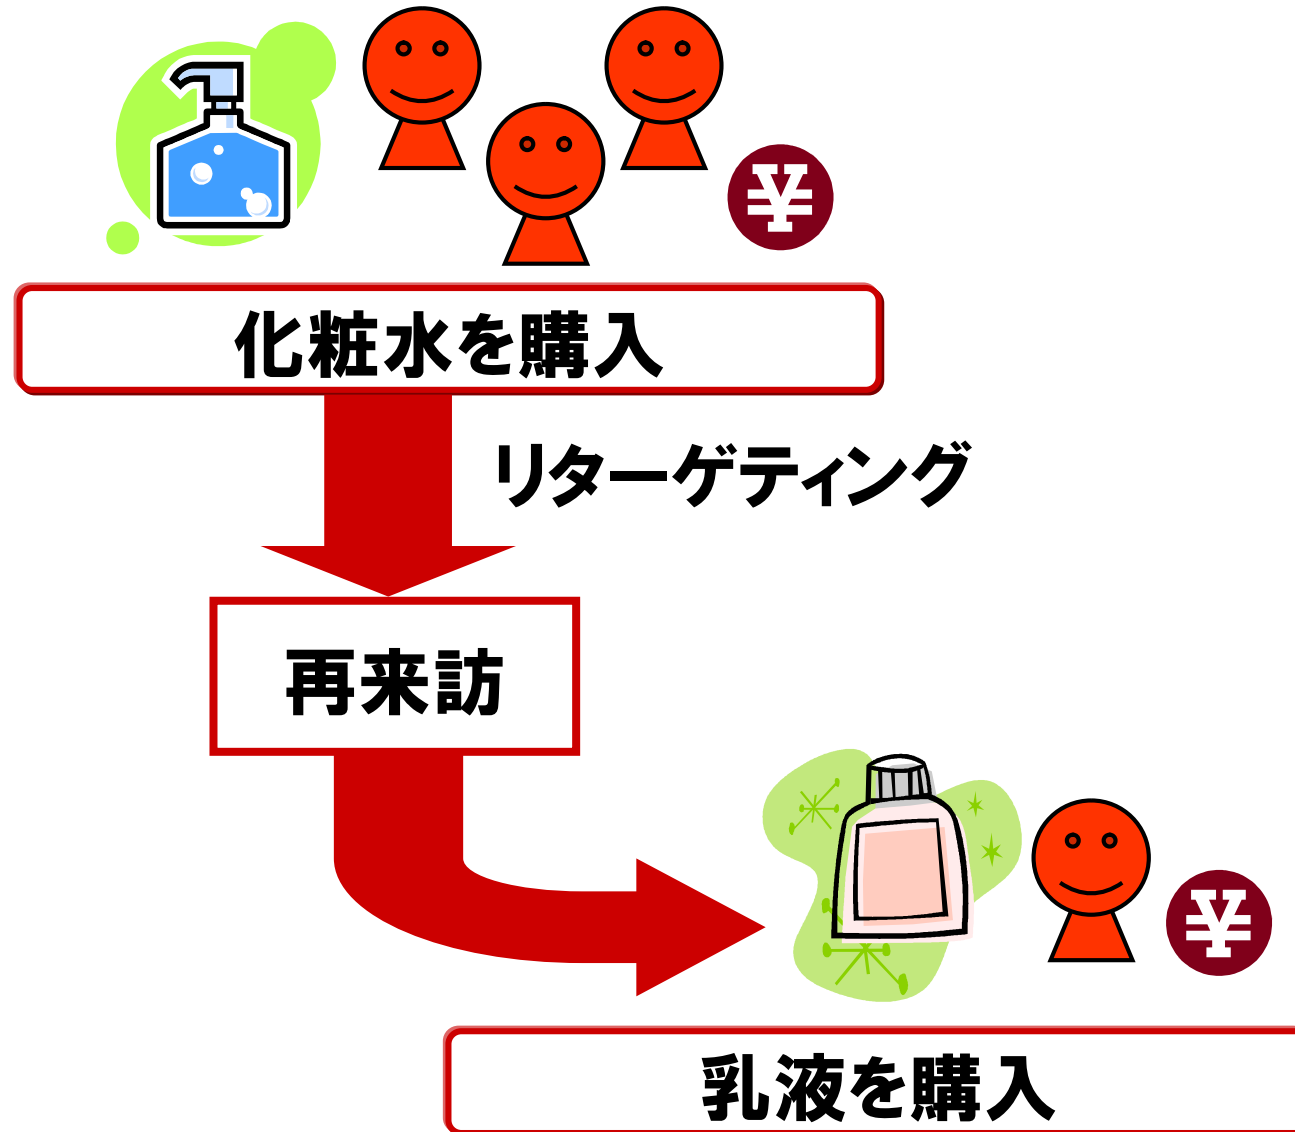 ¥
化粧水を購入
リターゲティング
再来訪
¥
乳液を購入